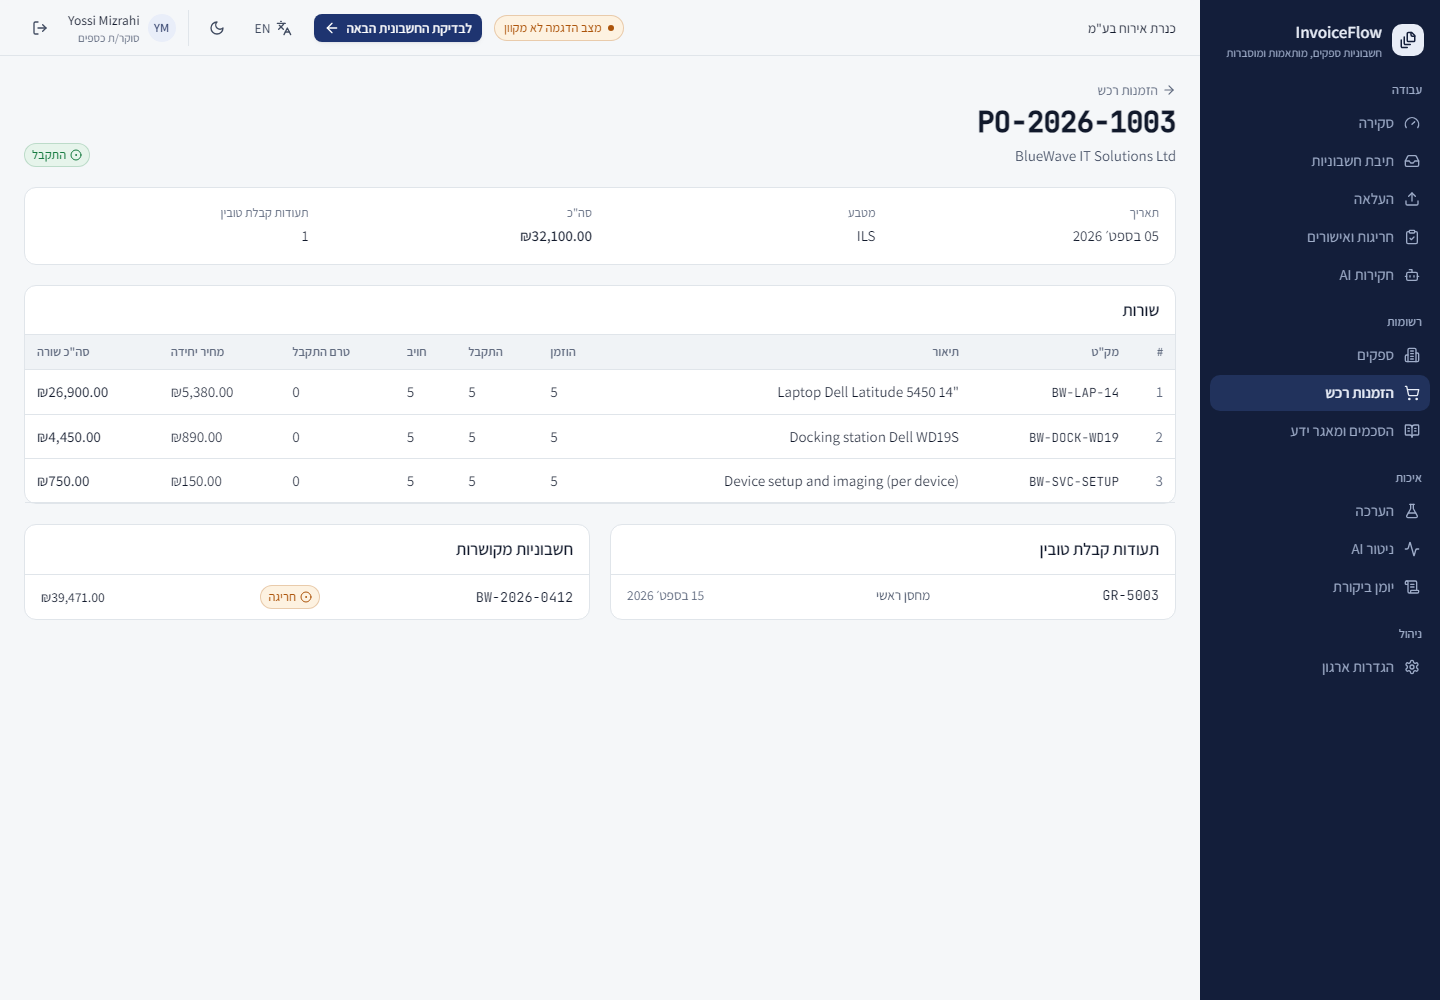 InvoiceFlow
חשבוניות ספקים, מותאמות ומוסברות
עבודה
סקירה
תיבת חשבוניות
העלאה
חריגות ואישורים
חקירות AI
רשומות
ספקים
הזמנות רכש
הסכמים ומאגר ידע
איכות
הערכה
ניטור AI
יומן ביקורת
ניהול
הגדרות ארגון
כנרת אירוח בע"מ
מצב הדגמה לא מקוון
לבדיקת החשבונית הבאה
EN
YM
Yossi Mizrahi
סוקר/ת כספים
הזמנות רכש
PO-2026-1003
BlueWave IT Solutions Ltd
התקבל
תאריך מטבע סה"כ תעודות קבלת טובין
05 בספט׳ 2026 ILS ₪32,100.00 1
שורות
# מק"ט תיאור הוזמן התקבל חויב טרם התקבל מחיר יחידה סה"כ שורה
1 BW-LAP-14 Laptop Dell Latitude 5450 14" 5 5 5 0 ₪5,380.00 ₪26,900.00
2 BW-DOCK-WD19 Docking station Dell WD19S 5 5 5 0 ₪890.00 ₪4,450.00
3 BW-SVC-SETUP Device setup and imaging (per device) 5 5 5 0 ₪150.00 ₪750.00
תעודות קבלת טובין
GR-5003 מחסן ראשי 15 בספט׳ 2026
חשבוניות מקושרות
BW-2026-0412 חריגה ₪39,471.00